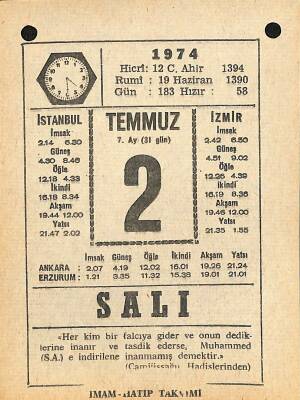 1974
Hicrî: 12 C. Ahir 1394
Rumî : 19 Haziran 1390
Gün : 183 Hızır : 58
İSTANBUL
İmsak
2.14 6.30
Güneş
4.30 8.46
Öğle
12.18 4.33
İkindi
16.18 8.34
Akşam
19.44 12.00
Yatsı
21.47 2.02
TEMMUZ
7. Ay (31 gün)
2
İZMİR
İmsak
2.42 6.50
Güneş
4.51 9.02
Öğle
12.26 4.39
İkindi
16.19 8.36
Akşam
19.46 12.00
Yatsı
21.35 1.55
İmsak Güneş Öğle İkindi Akşam Yatsı
ANKARA : 2.07 4.19 12.02 16.01 19.26 21.24
ERZURUM : 1.21 3.35 11.32 15.33 19.01 21.00
SALI
«Her kim bir falcıya gider ve onun dedik-
lerine inanır ve tasdik ederse, Muhammed
(S.A.) e indirilene inanmamış demektir.»
(Camiüssağir Hadislerinden)
İMAM-HATİP TAKVİMİ